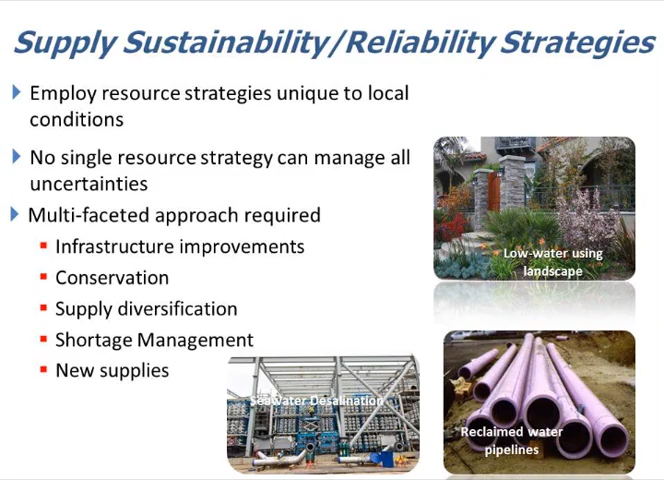 Supply Sustainability/Reliability Strategies
Employ resource strategies unique to local
conditions
No single resource strategy can manage all
uncertainties
Multi-faceted approach required
Infrastructure improvements
Conservation
Supply diversification
Shortage Management
New supplies
Low-water using
landscape
Seawater Desalination
Reclaimed water
pipelines